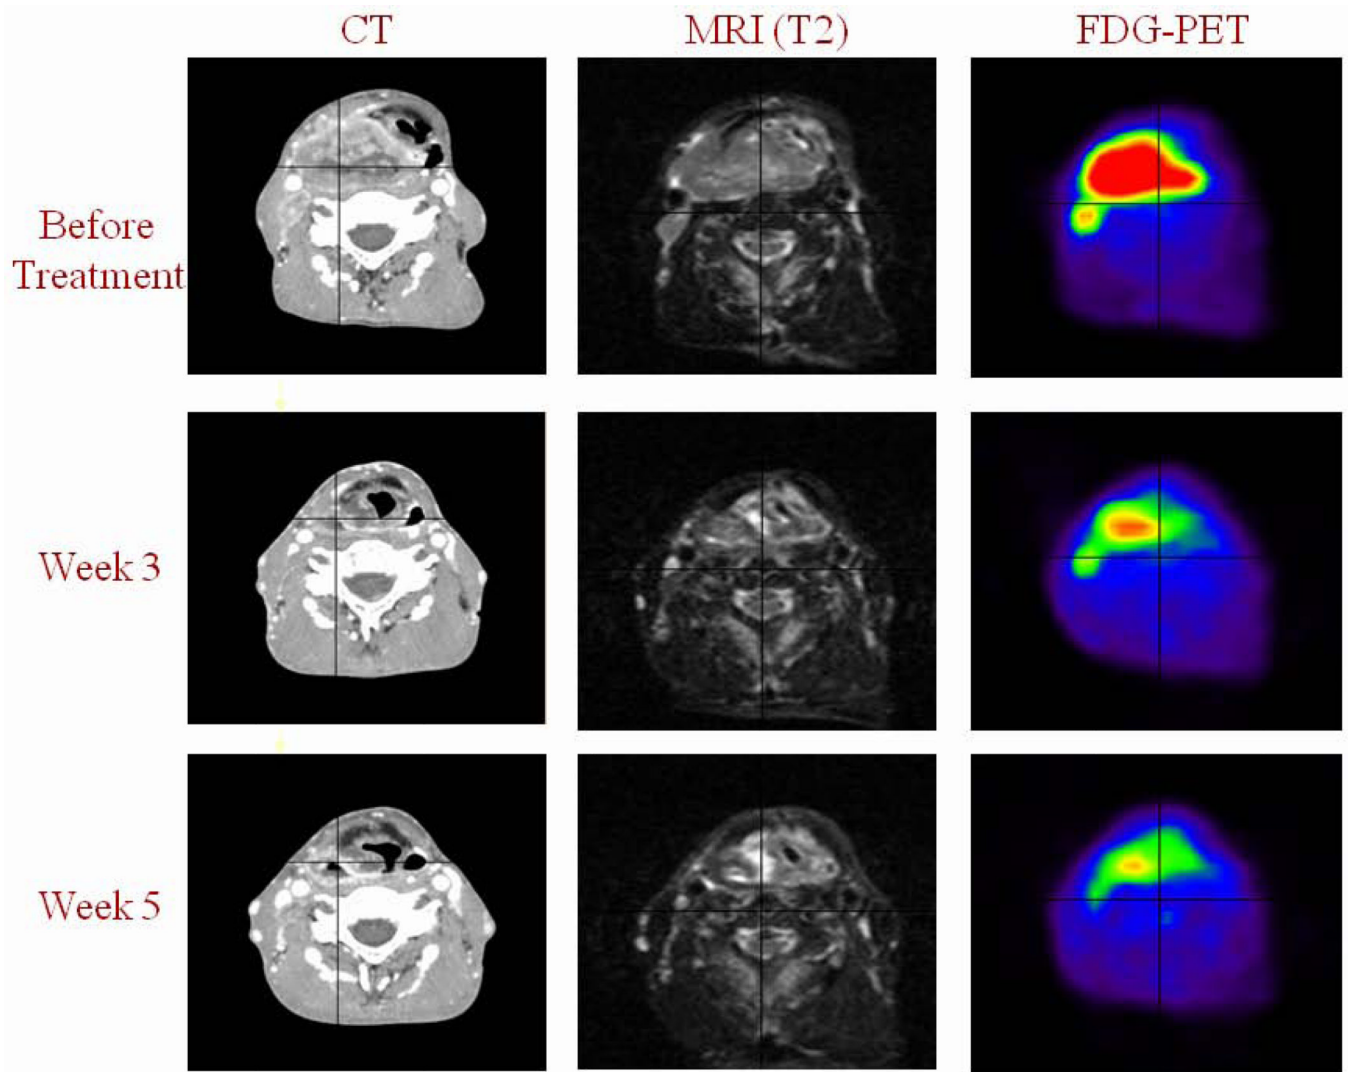 CT
MRI (T2)
FDG-PET
Before
Treatment
Week 3
Week 5